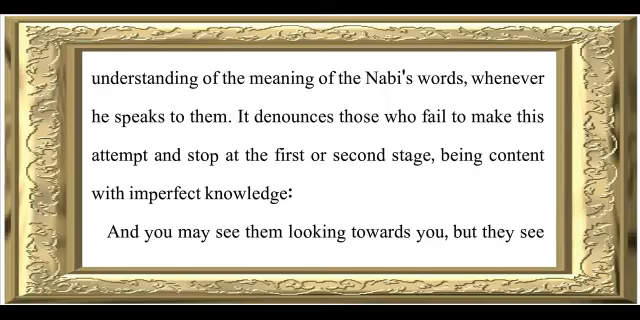 understanding of the meaning of the Nabi's words, whenever
he speaks to them. It denounces those who fail to make this
attempt and stop at the first or second stage, being content
with imperfect knowledge:
And you may see them looking towards you, but they see